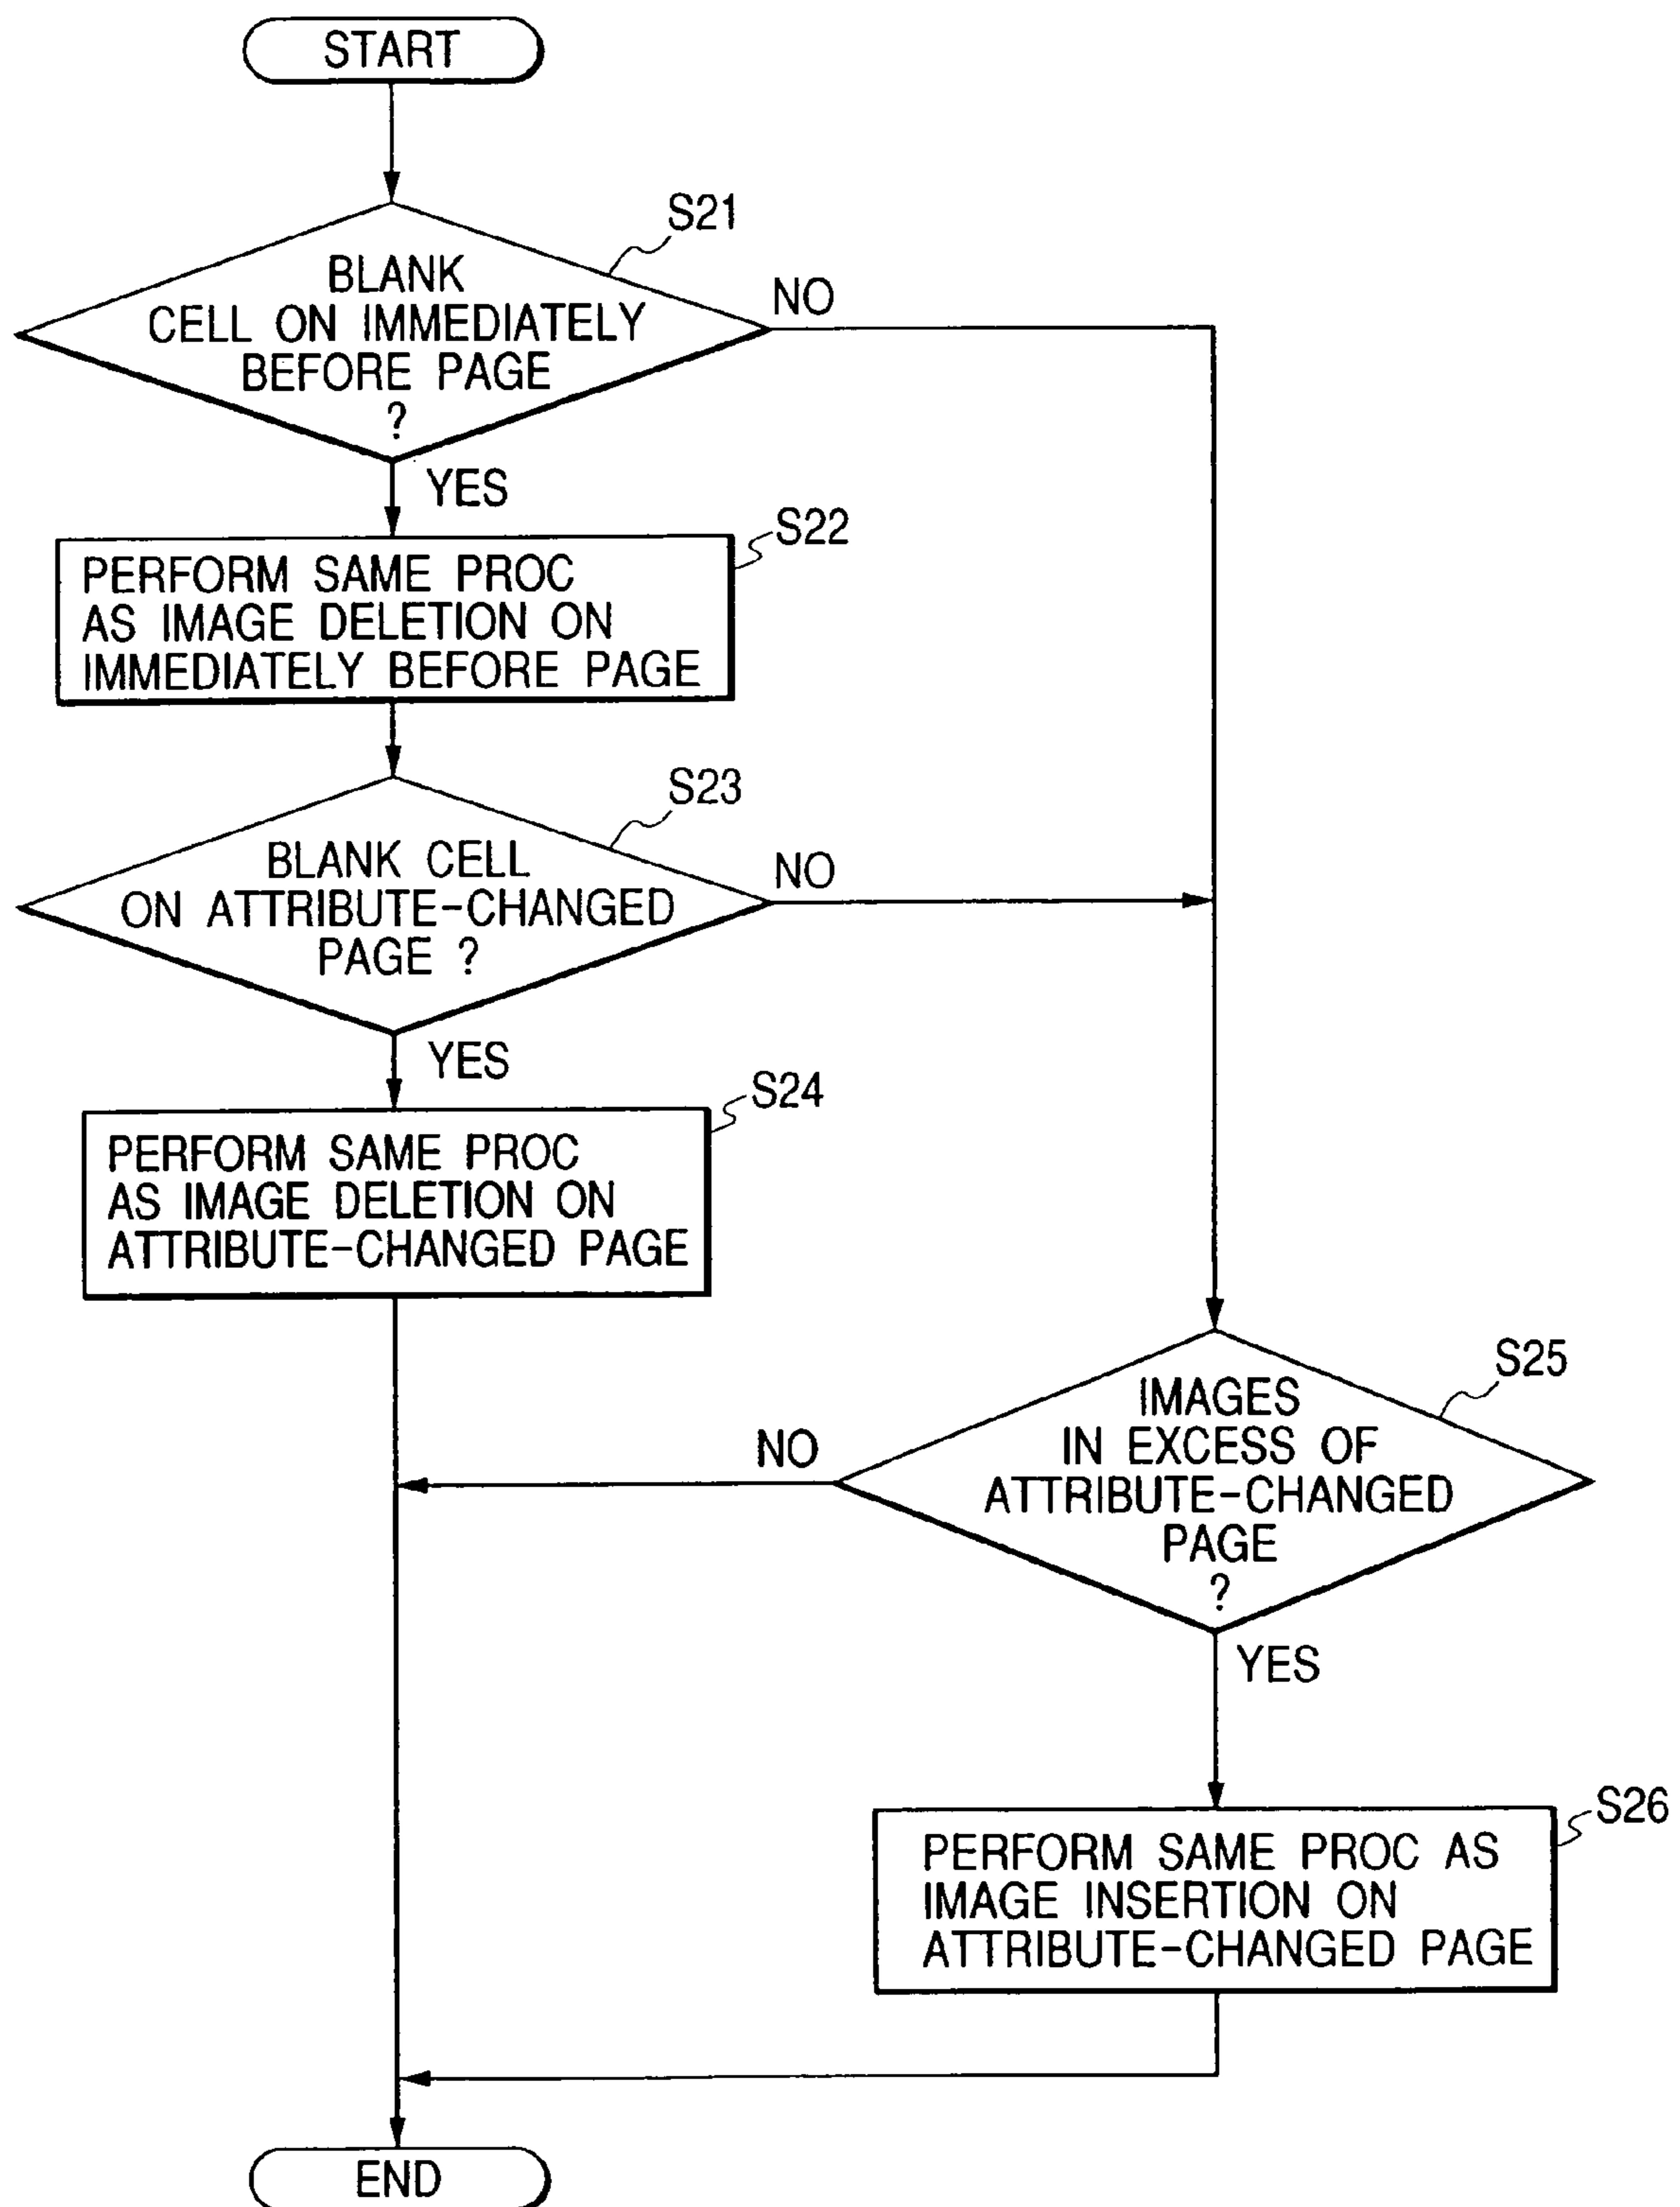 START
S21
BLANK
CELL ON IMMEDIATELY
BEFORE PAGE
?
NO
YES
S22
PERFORM SAME PROC
AS IMAGE DELETION ON
IMMEDIATELY BEFORE PAGE
S23
BLANK CELL
ON ATTRIBUTE-CHANGED
PAGE ?
NO
YES
S24
PERFORM SAME PROC
AS IMAGE DELETION ON
ATTRIBUTE-CHANGED PAGE
S25
IMAGES
IN EXCESS OF
ATTRIBUTE-CHANGED
PAGE
?
NO
YES
S26
PERFORM SAME PROC AS
IMAGE INSERTION ON
ATTRIBUTE-CHANGED PAGE
END